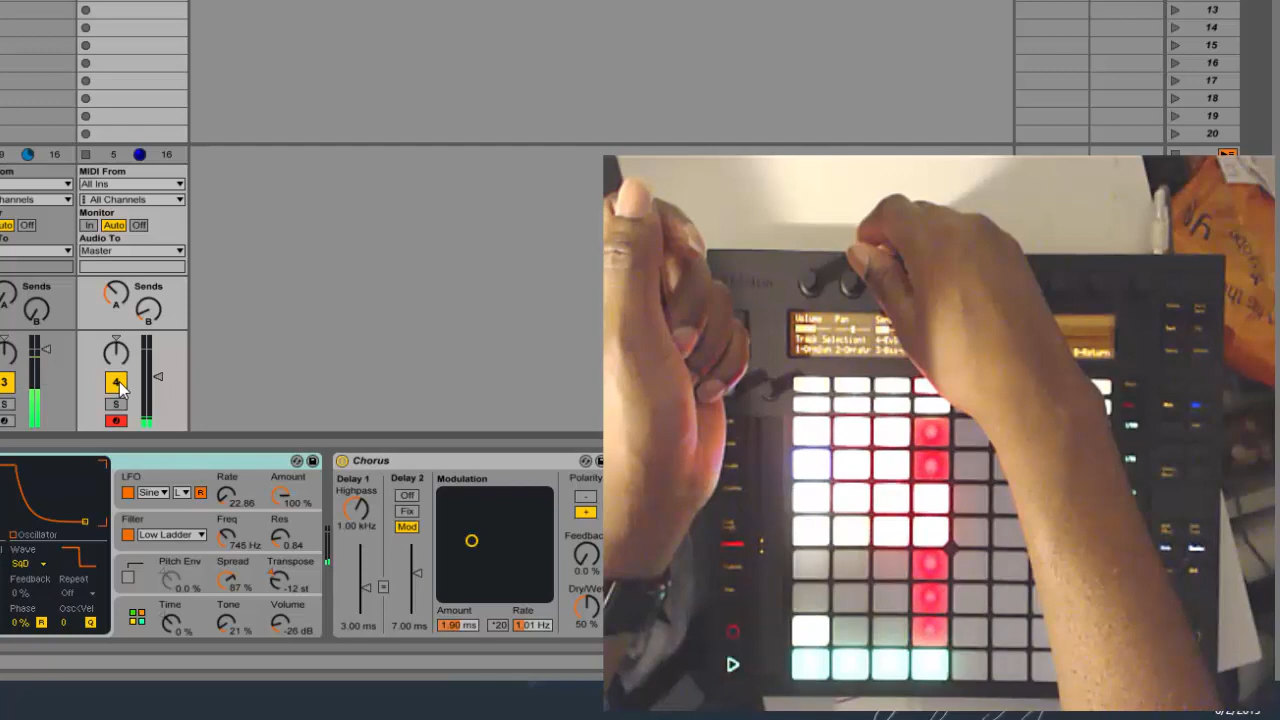 13
14
15
16
17
18
19
20
9 16
5 16
MIDI From
All Ins
All Channels
Monitor
In Auto Off
Audio To
Master
Sends
A
B
Sends
A
B
3
4
S
S
Oscillator
Wave
SqD
Feedback Repeat
0 % Off
Phase Osc<Vel
0 % R 0 Q
LFO Rate Amount
Sine L R 22.86 100 %
Filter Freq Res
Low Ladder 745 Hz 0.84
Pitch Env Spread Transpose
0.0 % 87 % -12 st
Time Tone Volume
0 % 21 % -26 dB
Chorus
Delay 1 Delay 2 Modulation Polarity
Highpass Off -
1.00 kHz Fix +
Mod
Feedback
0.0 %
Dry/We
50 %
Amount Rate
1.90 ms *20 1.01 Hz
3.00 ms 7.00 ms
Volume Pan
Track Selection: